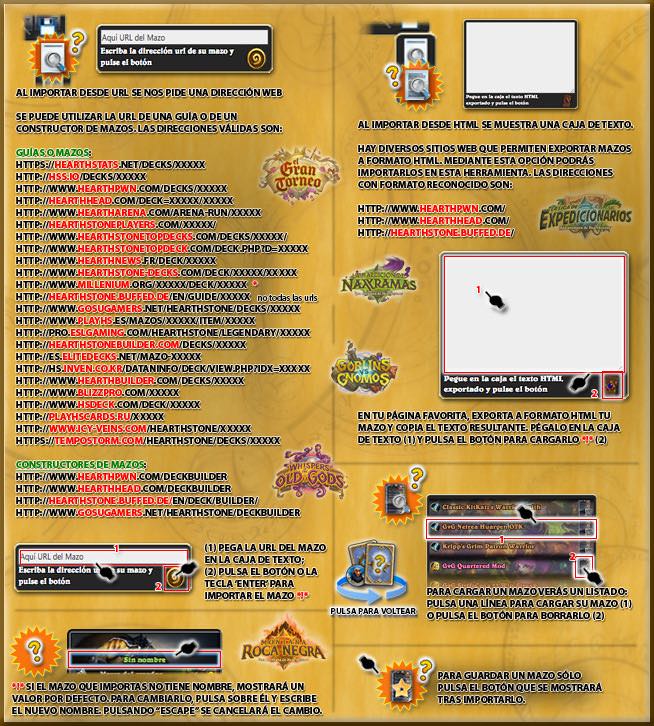 Aquí URL del Mazo
Escriba la dirección url de su mazo y
pulse el botón
AL IMPORTAR DESDE URL SE NOS PIDE UNA DIRECCIÓN WEB
SE PUEDE UTILIZAR LA URL DE UNA GUÍA O DE UN
CONSTRUCTOR DE MAZOS. LAS DIRECCIONES VÁLIDAS SON:
GUÍAS O MAZOS:
HTTPS://HEARTHSTATS.NET/DECKS/XXXXX
HTTP://HSS.IO/DECKS/XXXXX
HTTP://WWW.HEARTHPWN.COM/DECKS/XXXXX
HTTP://HEARTHHEAD.COM/DECK=XXXXX/XXXXX
HTTP://WWW.HEARTHARENA.COM/ARENA-RUN/XXXXX
HTTP://HEARTHSTONEPLAYERS.COM/XXXXX/
HTTP://WWW.HEARTHSTONETOPDECKS.COM/DECKS/XXXXX/
HTTP://WWW.HEARTHSTONETOPDECK.COM/DECK.PHP?D=XXXXX
HTTP://WWW.HEARTHNEWS.FR/DECK/XXXXX
HTTP://WWW.HEARTHSTONE-DECKS.COM/DECK/XXXXX/XXXXX
HTTP://WWW.MILLENIUM.ORG/XXXXX/DECK/XXXXX *
HTTP://HEARTHSTONE.BUFFED.DE/EN/GUIDE/XXXXX no todas las urls
HTTP://WWW.GOSUGAMERS.NET/HEARTHSTONE/DECKS/XXXXX
HTTP://WWW.PLAYHS.ES/MAZOS/XXXXX/ITEM/XXXXX
HTTP://PRO.ESLGAMING.COM/HEARTHSTONE/LEGENDARY/XXXXX
HTTP://HEARTHSTONEBUILDER.COM/DECKS/XXXXX
HTTP://ES.ELITEDECKS.NET/MAZO-XXXXX
HTTP://HS.INVEN.CO.KR/DATANINFO/DECK/VIEW.PHP?IDX=XXXXX
HTTP://WWW.HEARTHBUILDER.COM/DECKS/XXXXX
HTTP://WWW.BLIZZPRO.COM/XXXXX
HTTP://WWW.HSDECK.COM/DECK/XXXXX
HTTP://PLAYHSCARDS.RU/XXXXX
HTTP://WWW.ICY-VEINS.COM/HEARTHSTONE/XXXXX
HTTPS://TEMPOSTORM.COM/HEARTHSTONE/DECKS/XXXXX
CONSTRUCTORES DE MAZOS:
HTTP://WWW.HEARTHPWN.COM/DECKBUILDER
HTTP://WWW.HEARTHHEAD.COM/DECKBUILDER
HTTP://HEARTHSTONE.BUFFED.DE/EN/DECK/BUILDER/
HTTP://WWW.GOSUGAMERS.NET/HEARTHSTONE/DECKBUILDER
El Gran
Torneo
1
Aquí URL del Mazo
Escriba la dirección url de su mazo y
pulse el botón
2
(1) PEGA LA URL DEL MAZO
EN LA CAJA DE TEXTO;
(2) PULSA EL BOTÓN O LA
TECLA 'ENTER' PARA
IMPORTAR EL MAZO *!*
WHISPERS
OF THE
OLD GODS
Sin nombre
MONTAÑA
ROCA NEGRA
*!* SI EL MAZO QUE IMPORTAS NO TIENE NOMBRE, MOSTRARÁ UN
VALOR POR DEFECTO. PARA CAMBIARLO, PULSA SOBRE ÉL Y ESCRIBE
EL NUEVO NOMBRE. PULSANDO "ESCAPE" SE CANCELARÁ EL CAMBIO.
Pegue en la caja el texto HTML
exportado y pulse el botón
AL IMPORTAR DESDE HTML SE MUESTRA UNA CAJA DE TEXTO.
HAY DIVERSOS SITIOS WEB QUE PERMITEN EXPORTAR MAZOS
A FORMATO HTML. MEDIANTE ESTA OPCIÓN PODRÁS
IMPORTARLOS EN ESTA HERRAMIENTA. LAS DIRECCIONES
CON FORMATO RECONOCIDO SON:
HTTP://WWW.HEARTHPWN.COM/
HTTP://WWW.HEARTHHEAD.COM/
HTTP://HEARTHSTONE.BUFFED.DE/
EXPEDICIONARIOS
NAXXRAMAS
GOBLINS
VS
GNOMOS
1
Pegue en la caja el texto HTML
exportado y pulse el botón
2
EN TU PÁGINA FAVORITA, EXPORTA A FORMATO HTML TU
MAZO Y COPIA EL TEXTO RESULTANTE. PÉGALO EN LA CAJA
DE TEXTO (1) Y PULSA EL BOTÓN PARA CARGARLO *!* (2)
PULSA PARA VOLTEAR
GvG Neirea Huargen OTK
1
Kripp's Grim Patron Warrior
2
GvG Quartered Mod
PARA CARGAR UN MAZO VERÁS UN LISTADO:
PULSA UNA LÍNEA PARA CARGAR SU MAZO (1)
O PULSA EL BOTÓN PARA BORRARLO (2)
PARA GUARDAR UN MAZO SÓLO
PULSA EL BOTÓN QUE SE MOSTRARÁ
TRAS IMPORTARLO.